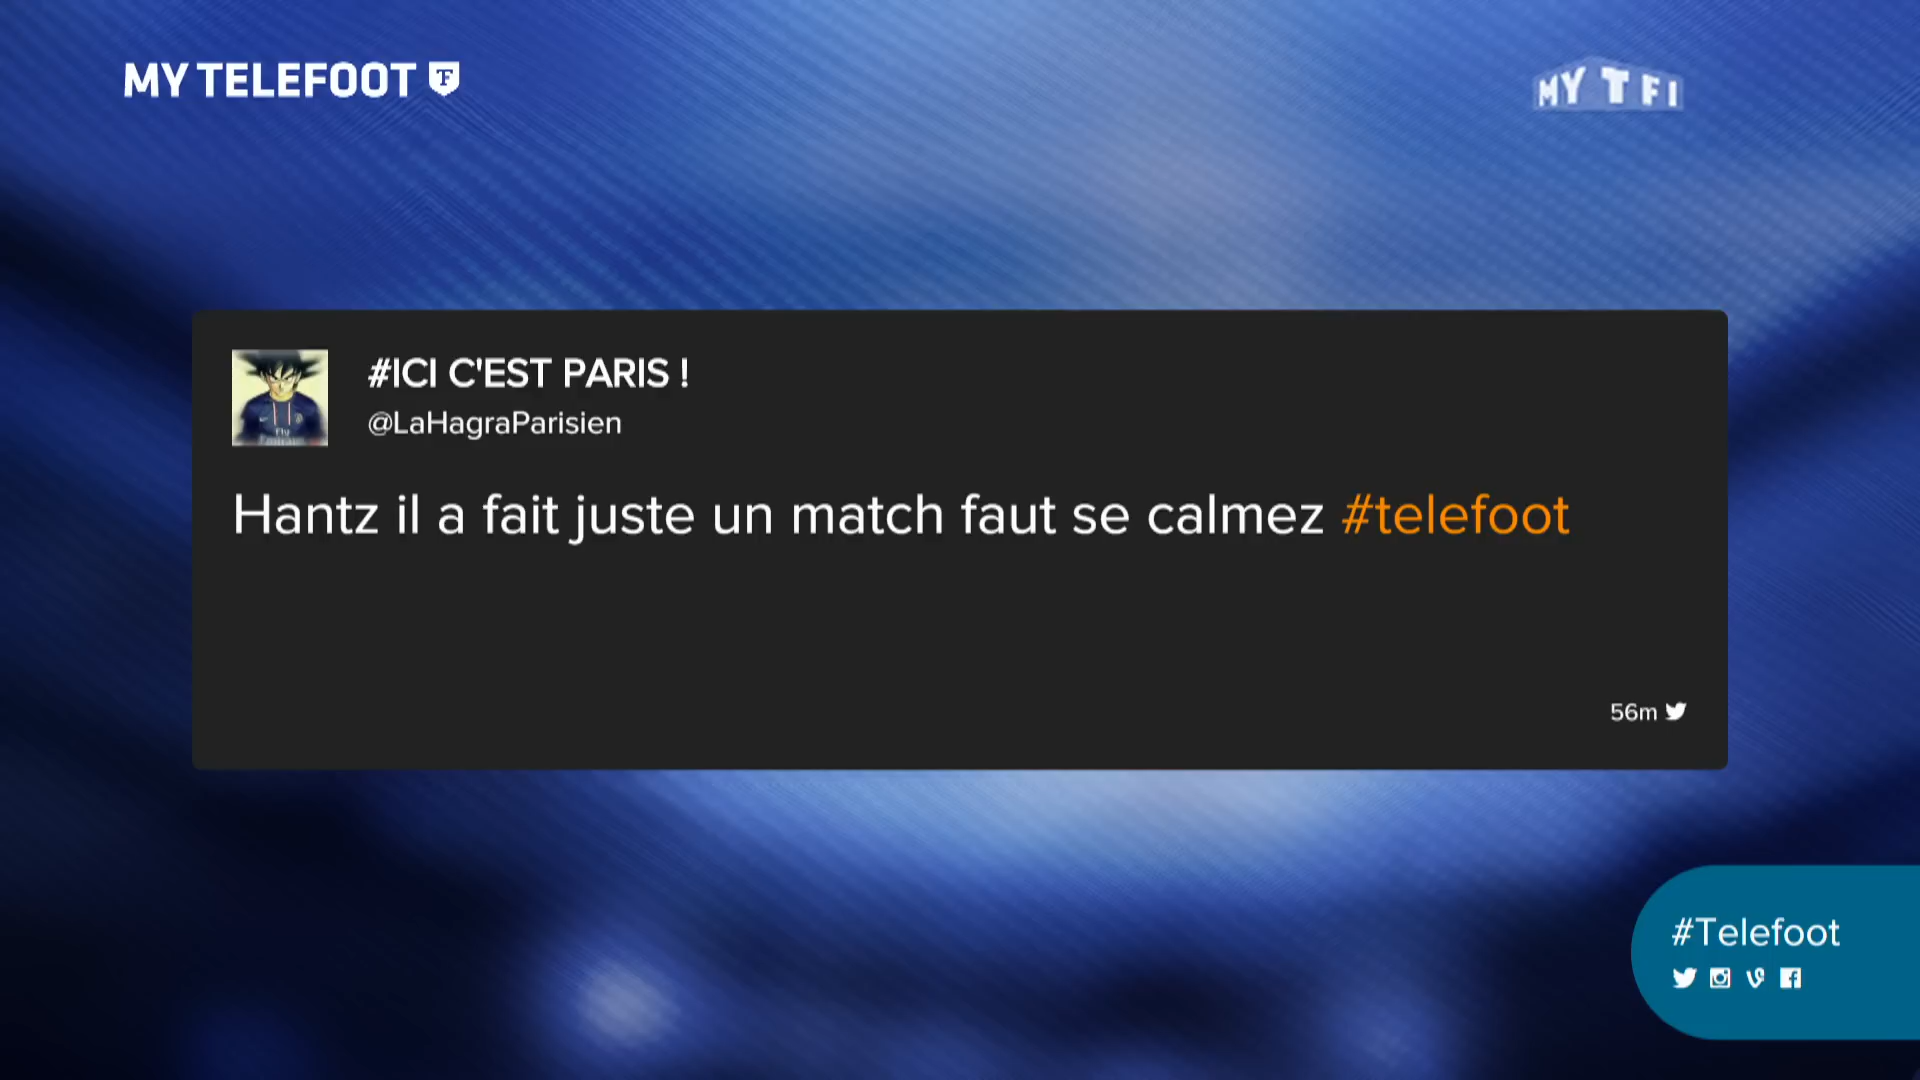 MY TELEFOOT
MY TF1
#ICI C'EST PARIS !
@LaHagraParisien
Hantz il a fait juste un match faut se calmez #telefoot
56m
#Telefoot